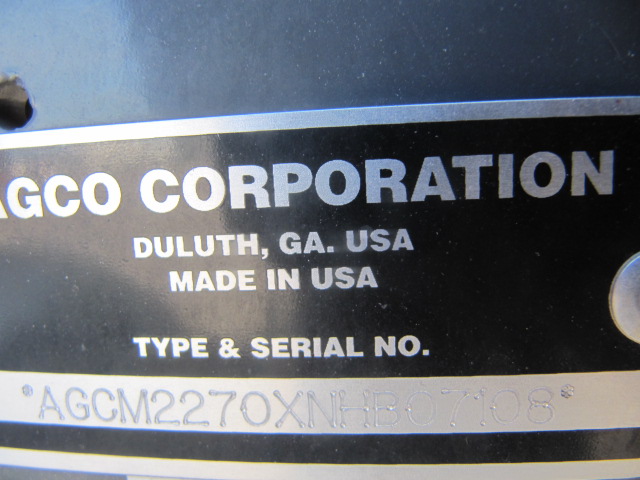 AGCO CORPORATION
DULUTH, GA. USA
MADE IN USA
TYPE & SERIAL NO.
*AGCM2270XNHB07108*